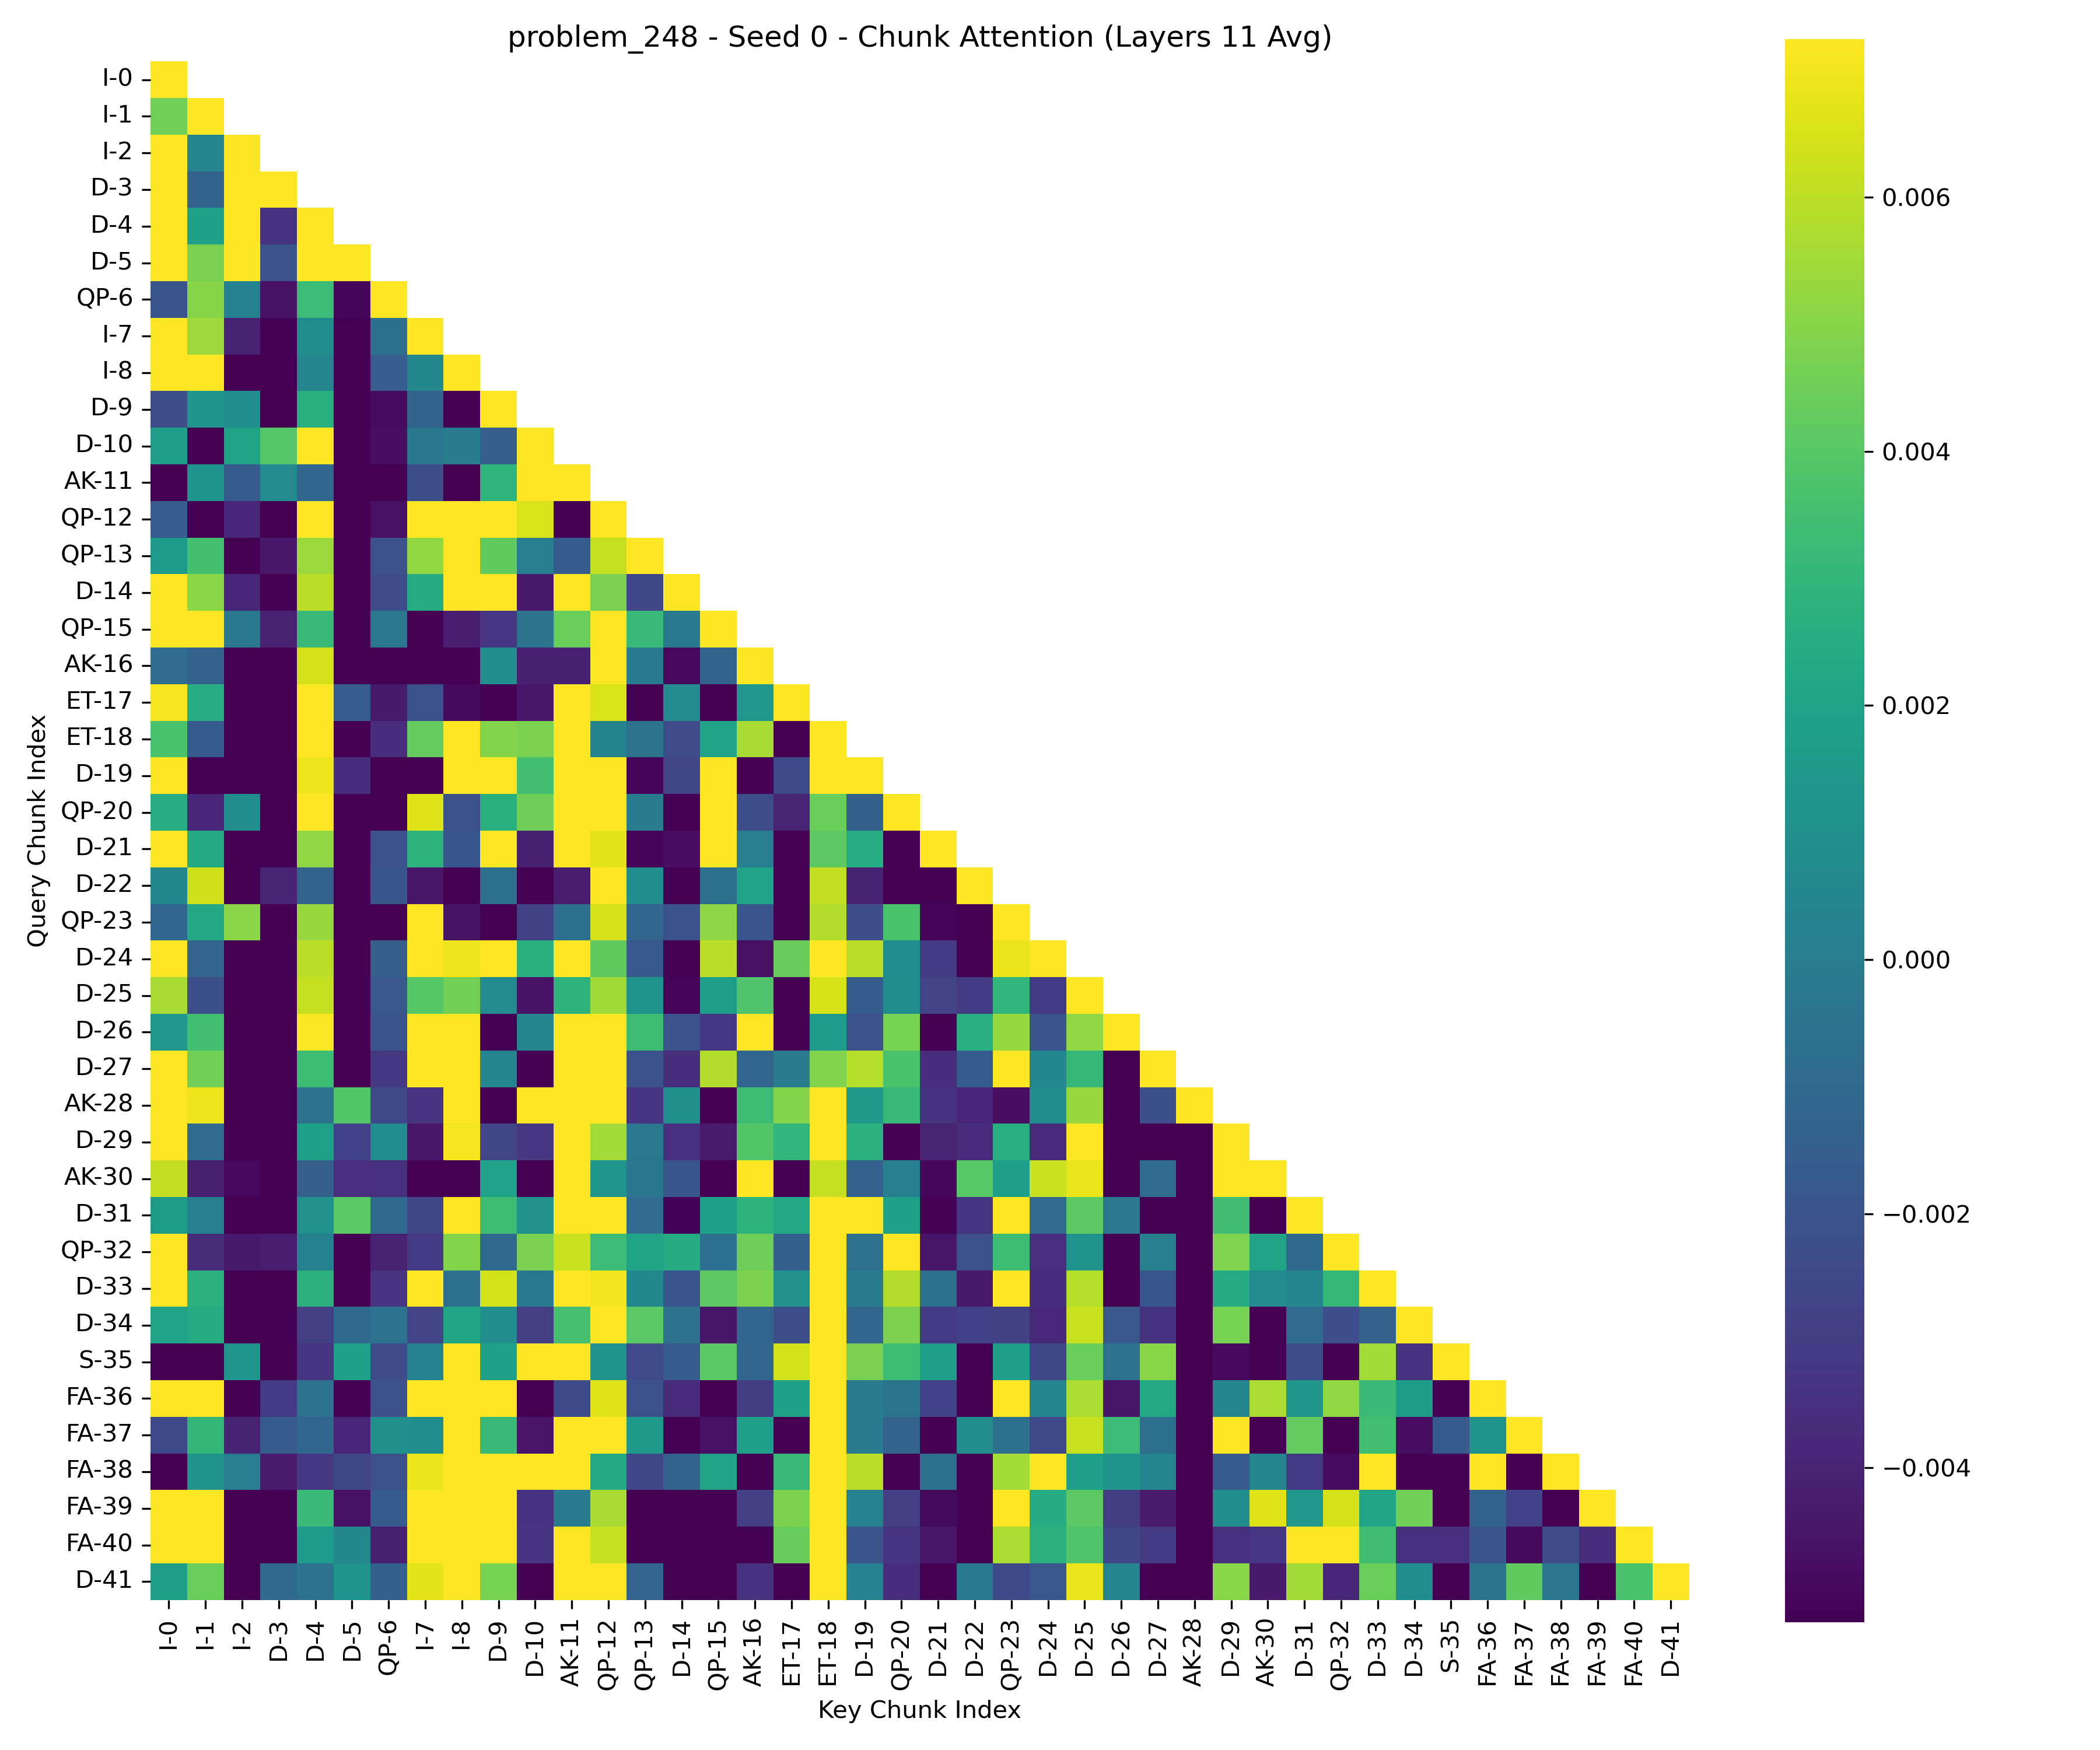 problem_248 - Seed 0 - Chunk Attention (Layers 11 Avg)
Query Chunk Index
I-0
I-1
I-2
D-3
D-4
D-5
QP-6
I-7
I-8
D-9
D-10
AK-11
QP-12
QP-13
D-14
QP-15
AK-16
ET-17
ET-18
D-19
QP-20
D-21
D-22
QP-23
D-24
D-25
D-26
D-27
AK-28
D-29
AK-30
D-31
QP-32
D-33
D-34
S-35
FA-36
FA-37
FA-38
FA-39
FA-40
D-41
I-0 I-1 I-2 D-3 D-4 D-5 QP-6 I-7 I-8 D-9 D-10 AK-11 QP-12 QP-13 D-14 QP-15 AK-16 ET-17 ET-18 D-19 QP-20 D-21 D-22 QP-23 D-24 D-25 D-26 D-27 AK-28 D-29 AK-30 D-31 QP-32 D-33 D-34 S-35 FA-36 FA-37 FA-38 FA-39 FA-40 D-41
Key Chunk Index
0.006
0.004
0.002
0.000
−0.002
−0.004